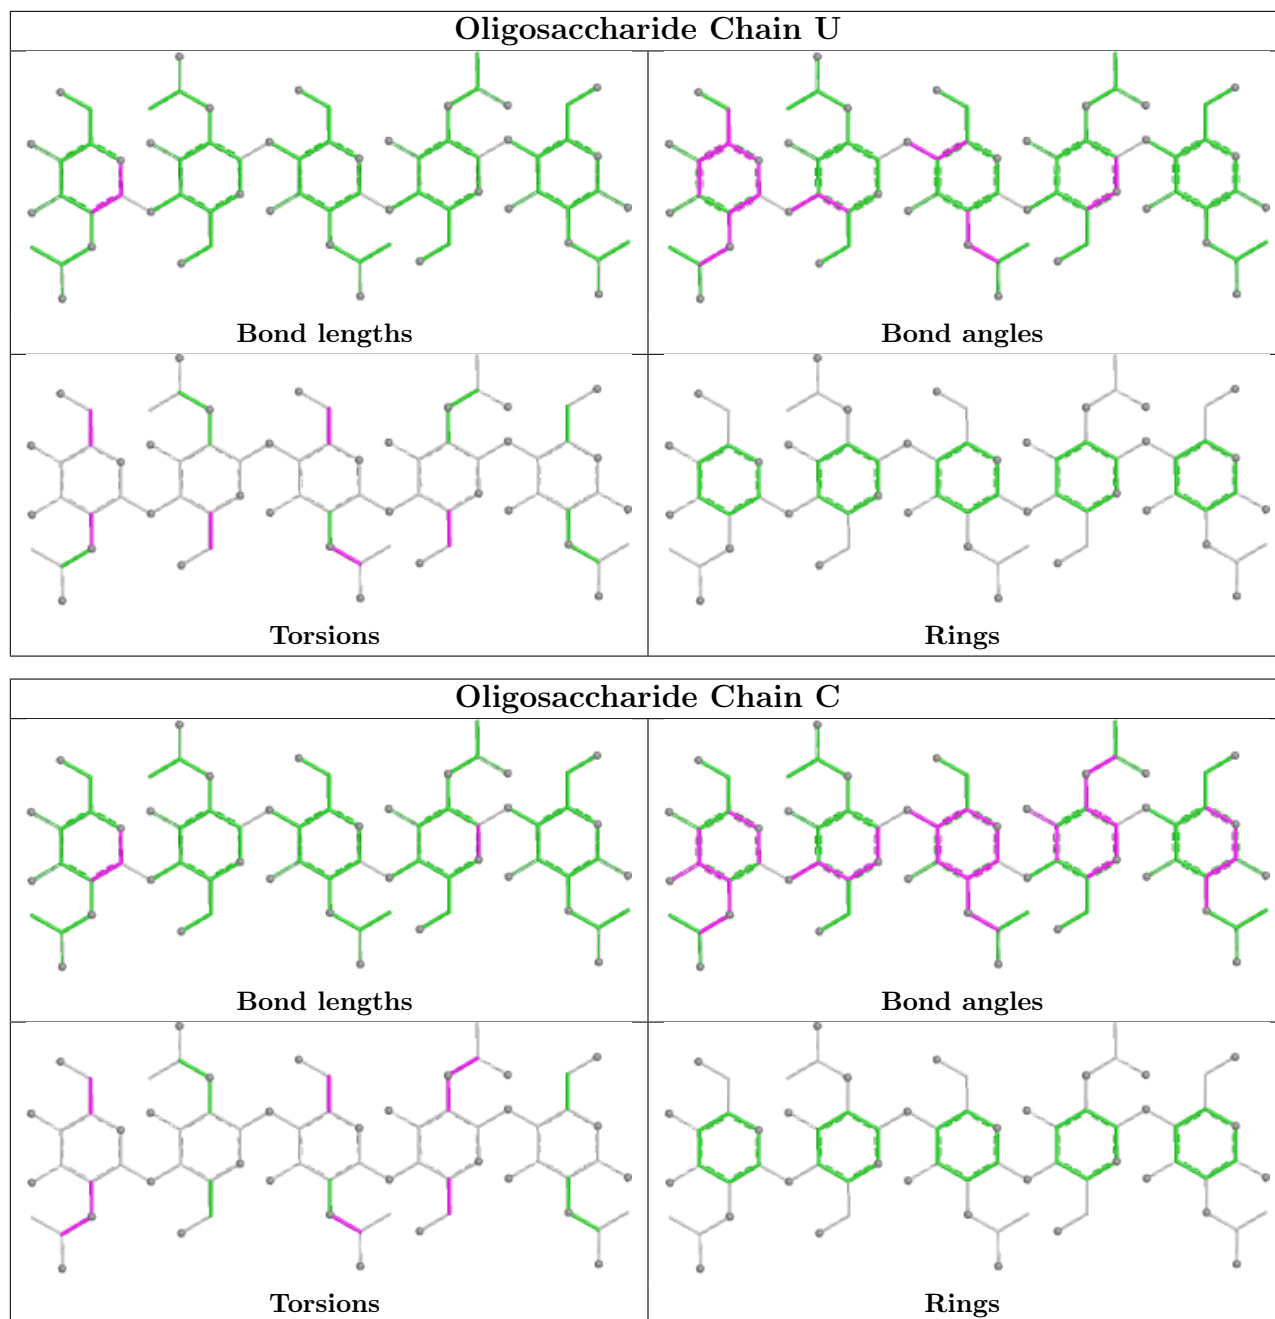 Oligosaccharide Chain U
Bond lengths
Bond angles
Torsions
Rings
Oligosaccharide Chain C
Bond lengths
Bond angles
Torsions
Rings